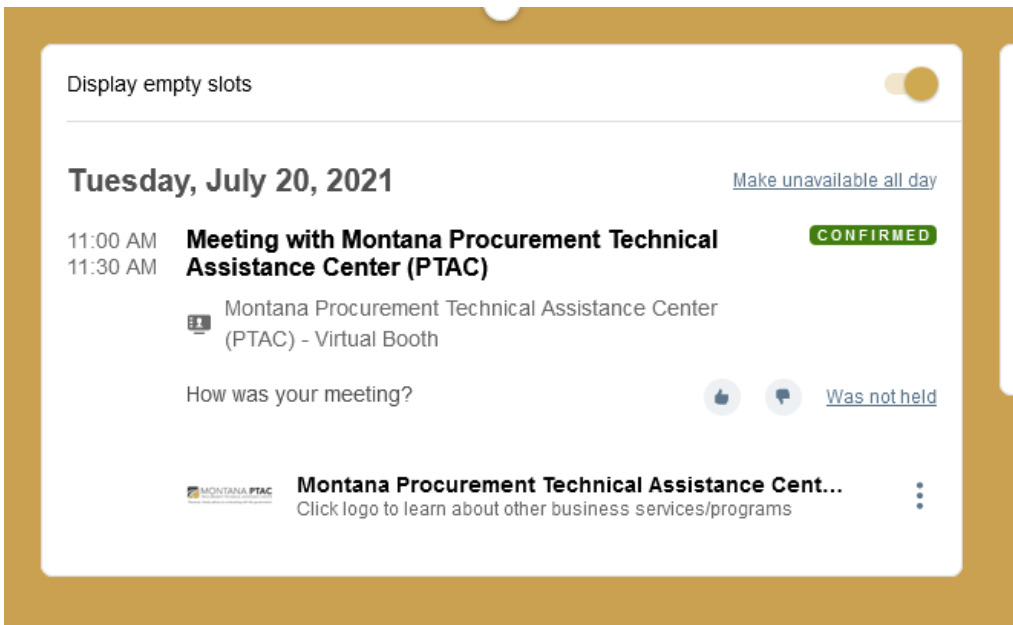 Display empty slots
Tuesday, July 20, 2021
Make unavailable all day
11:00 AM
11:30 AM
Meeting with Montana Procurement Technical
Assistance Center (PTAC)
CONFIRMED
Montana Procurement Technical Assistance Center
(PTAC) - Virtual Booth
How was your meeting?
Was not held
MONTANA PTAC
Montana Procurement Technical Assistance Cent...
Click logo to learn about other business services/programs